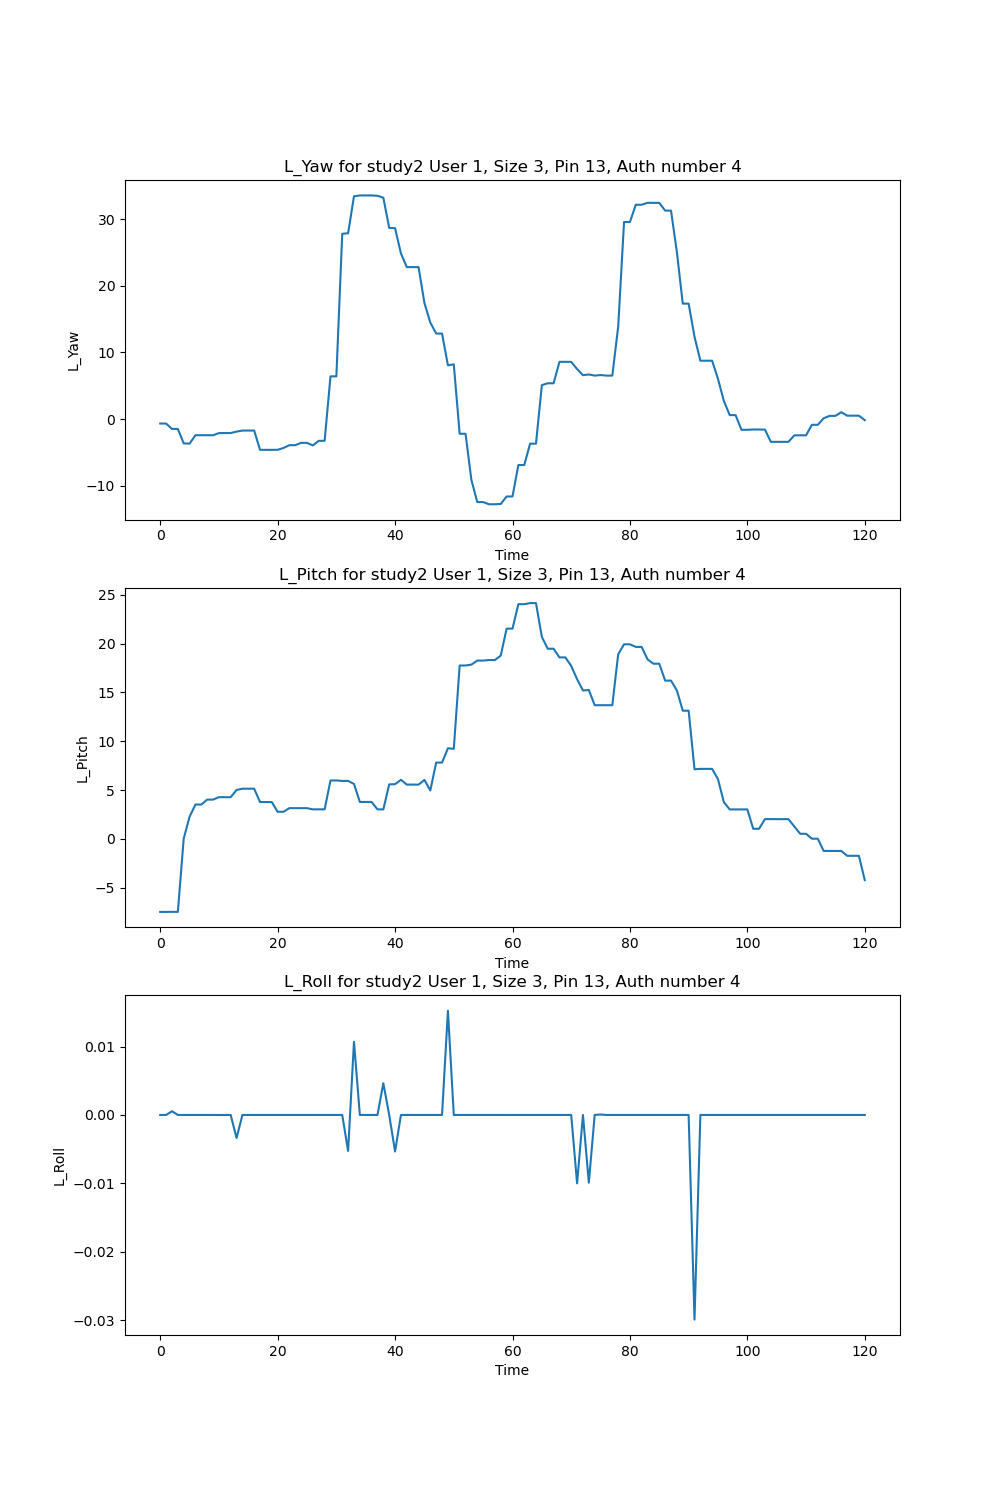 L_Yaw for study2 User 1, Size 3, Pin 13, Auth number 4
30
20
10
0
−10
L_Yaw
0 20 40 60 80 100 120
Time
L_Pitch for study2 User 1, Size 3, Pin 13, Auth number 4
25
20
15
10
5
0
−5
L_Pitch
0 20 40 60 80 100 120
Time
L_Roll for study2 User 1, Size 3, Pin 13, Auth number 4
0.01
0.00
−0.01
−0.02
−0.03
L_Roll
0 20 40 60 80 100 120
Time